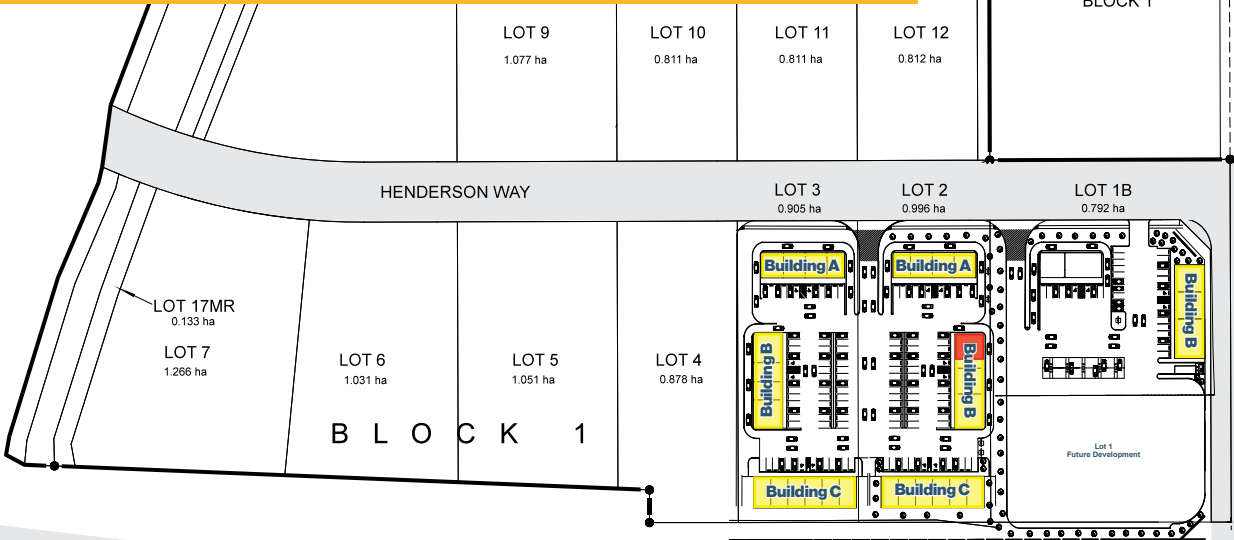 BLOCK 1
LOT 9
1.077 ha
LOT 10
0.811 ha
LOT 11
0.811 ha
LOT 12
0.812 ha
HENDERSON WAY
LOT 3
0.905 ha
LOT 2
0.996 ha
LOT 1B
0.792 ha
Building A
Building A
Building B
LOT 17MR
0.133 ha
LOT 7
1.266 ha
LOT 6
1.031 ha
LOT 5
1.051 ha
LOT 4
0.878 ha
Building B
Building B
BLOCK 1
Lot 1
Future Development
Building C
Building C